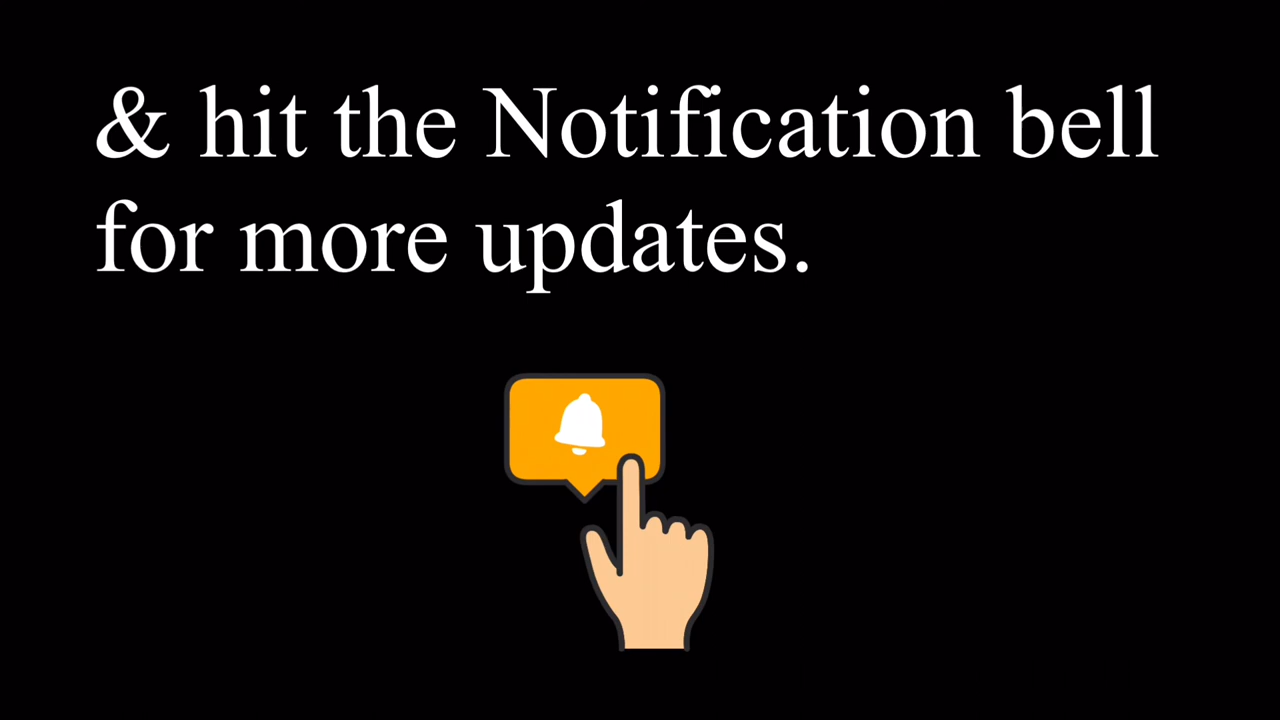 & hit the Notification bell
for more updates.